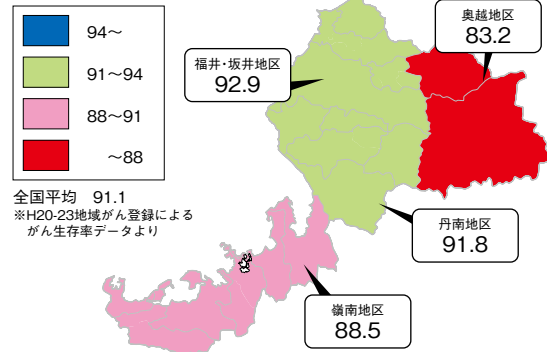 94～
91～94
88～91
～88
全国平均 91.1
※H20-23地域がん登録による
がん生存率データより
福井・坂井地区
92.9
奥越地区
83.2
丹南地区
91.8
嶺南地区
88.5